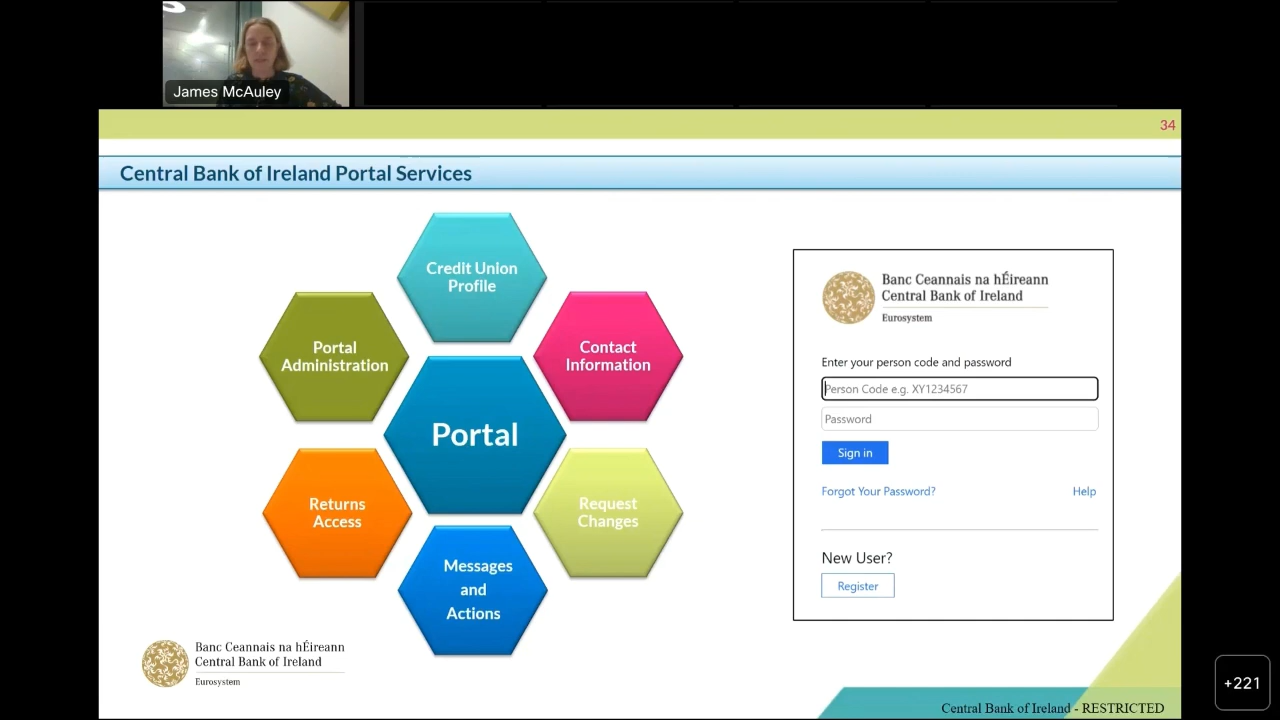 James McAuley
34
Central Bank of Ireland Portal Services
Credit Union
Profile
Portal
Administration
Contact
Information
Portal
Returns
Access
Request
Changes
Messages
and
Actions
Banc Ceannais na hÉireann
Central Bank of Ireland
Eurosystem
Enter your person code and password
Person Code e.g. XY1234567
Password
Sign in
Forgot Your Password?
Help
New User?
Register
Banc Ceannais na hÉireann
Central Bank of Ireland
Eurosystem
Central Bank of Ireland - RESTRICTED
+221